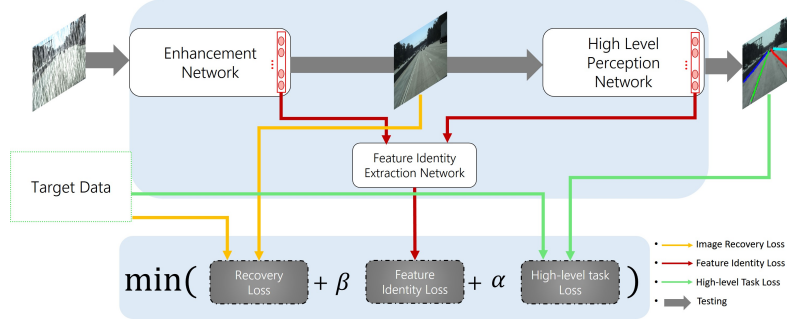 Enhancement
Network
High Level
Perception
Network
Feature Identity
Extraction Network
Target Data
min( Recovery
Loss + β Feature
Identity Loss + α High-level task
Loss )
• Image Recovery Loss
• Feature Identity Loss
• High-level Task Loss
• Testing